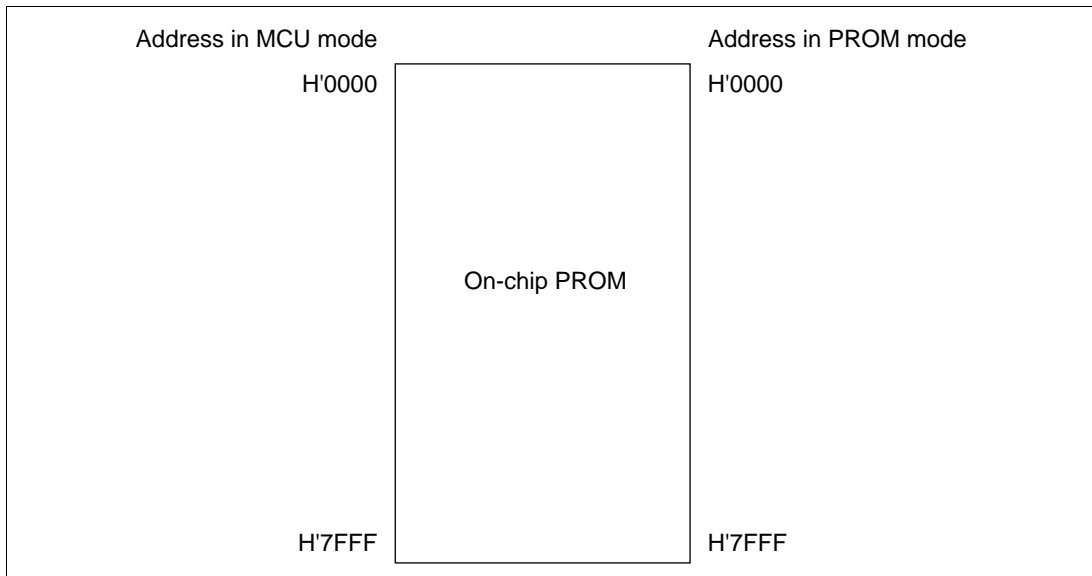 Address in MCU mode Address in PROM mode
H'0000 H'0000
On-chip PROM
H'7FFF H'7FFF